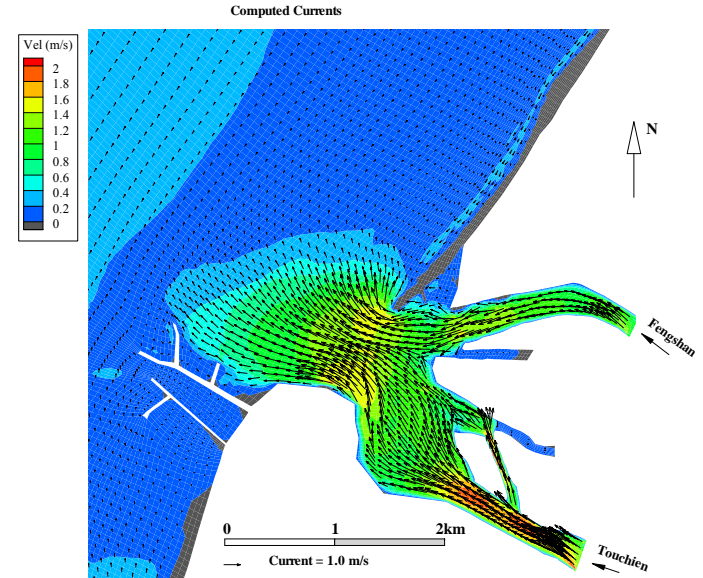 Computed Currents
Vel (m/s)
2
1.8
1.6
1.4
1.2
1
0.8
0.6
0.4
0.2
0
N
Fengshan
Touchien
0 1 2km
Current = 1.0 m/s